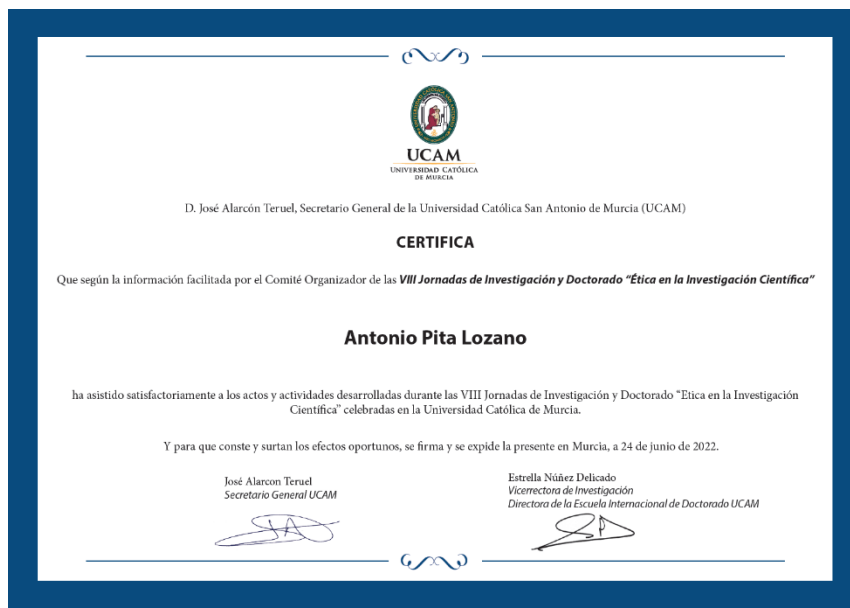 UCAM
UNIVERSIDAD CATÓLICA
DE MURCIA
D. José Alarcón Teruel, Secretario General de la Universidad Católica San Antonio de Murcia (UCAM)
CERTIFICA
Que según la información facilitada por el Comité Organizador de las VIII Jornadas de Investigación y Doctorado “Ética en la Investigación Científica”
Antonio Pita Lozano
ha asistido satisfactoriamente a los actos y actividades desarrolladas durante las VIII Jornadas de Investigación y Doctorado “Etica en la Investigación
Científica” celebradas en la Universidad Católica de Murcia.
Y para que conste y surtan los efectos oportunos, se firma y se expide la presente en Murcia, a 24 de junio de 2022.
José Alarcon Teruel
Secretario General UCAM
Estrella Núñez Delicado
Vicerrectora de Investigación
Directora de la Escuela Internacional de Doctorado UCAM